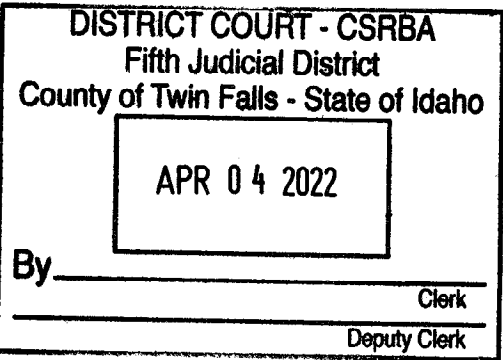 DISTRICT COURT - CSRBA
Fifth Judicial District
County of Twin Falls - State of Idaho
APR 04 2022
By
Clerk
Deputy Clerk